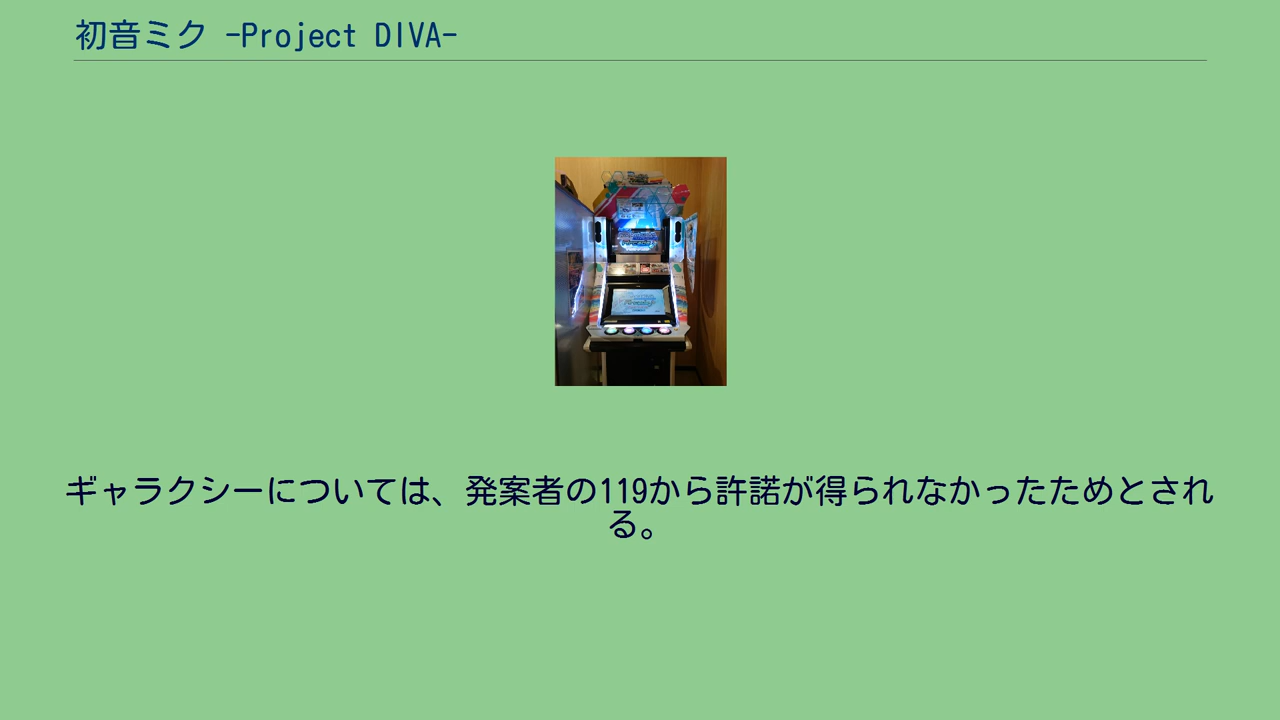 初音ミク -Project DIVA-
ギャラクシーについては、発案者の119から許諾が得られなかったためとされ
る。